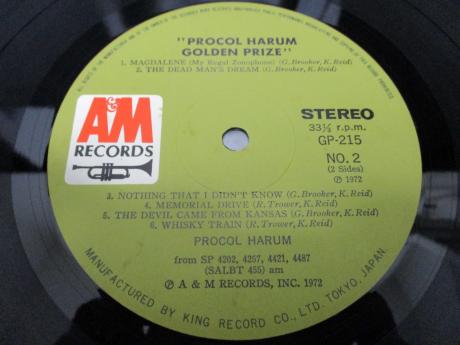 "PROCOL HARUM
GOLDEN PRIZE"
1. MAGDALENE (My Regal Zonophone) (G. Brooker, K. Reid)
2. THE DEAD MAN'S DREAM (G. Brooker, K. Reid)
A&M
RECORDS
STEREO
33⅓ r.p.m.
GP-215
NO. 2
(2 Sides)
Ⓟ 1972
3. NOTHING THAT I DIDN'T KNOW (G. Brooker, K. Reid)
4. MEMORIAL DRIVE (R. Trower, K. Reid)
5. THE DEVIL CAME FROM KANSAS (G. Brooker, K. Reid)
6. WHISKY TRAIN (R. Trower, K. Reid)
PROCOL HARUM
from SP 4202, 4257, 4421, 4487
(SALBT 455) am
Ⓟ A & M RECORDS, INC. 1972
MANUFACTURED BY KING RECORD CO., LTD. TOKYO, JAPAN.